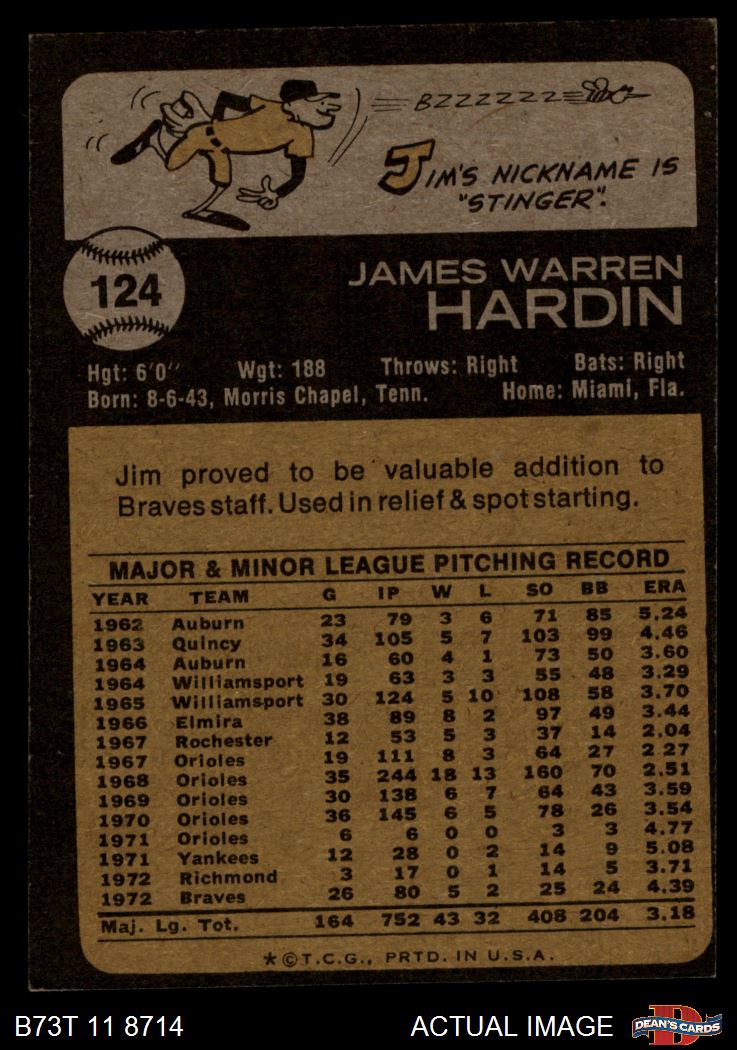 BZZZZZZZ
JIM'S NICKNAME IS
"STINGER".
124
JAMES WARREN
HARDIN
Hgt: 6'0" Wgt: 188 Throws: Right Bats: Right
Born: 8-6-43, Morris Chapel, Tenn. Home: Miami, Fla.
Jim proved to be valuable addition to
Braves staff. Used in relief & spot starting.
MAJOR & MINOR LEAGUE PITCHING RECORD
YEAR TEAM G IP W L SO BB ERA
1962 Auburn 23 79 3 6 71 85 5.24
1963 Quincy 34 105 5 7 103 99 4.46
1964 Auburn 16 60 4 1 73 50 3.60
1964 Williamsport 19 63 3 3 55 48 3.29
1965 Williamsport 30 124 5 10 108 58 3.70
1966 Elmira 38 89 8 2 97 49 3.44
1967 Rochester 12 53 5 3 37 14 2.04
1967 Orioles 19 111 8 3 64 27 2 27
1968 Orioles 35 244 18 13 160 70 2.51
1969 Orioles 30 138 6 7 64 43 3.59
1970 Orioles 36 145 6 5 78 26 3.54
1971 Orioles 6 6 0 0 3 3 4.77
1971 Yankees 12 28 0 2 14 9 5.08
1972 Richmond 3 17 0 1 14 5 3.71
1972 Braves 26 80 5 2 25 24 4.39
Maj. Lg. Tot. 164 752 43 32 408 204 3.18
*©T.C.G., PRTD. IN U.S.A.
B73T 11 8714 ACTUAL IMAGE DEAN'S CARDS